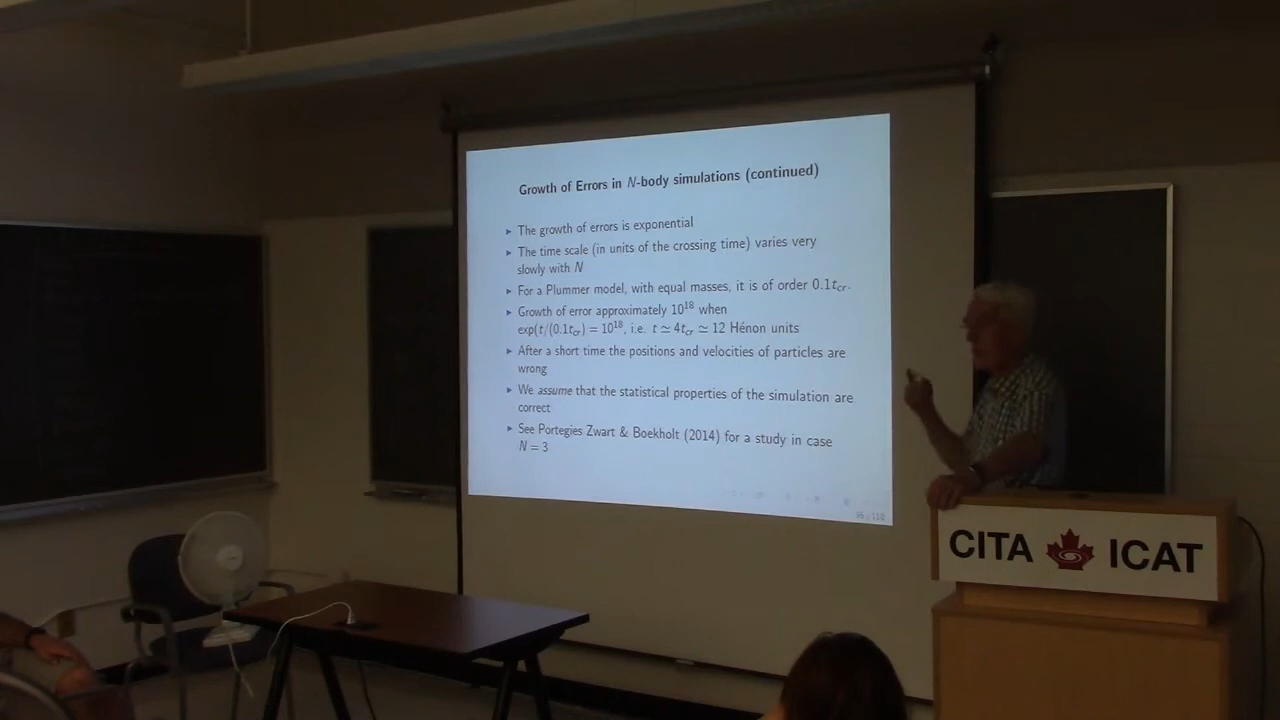 Growth of Errors in N-body simulations (continued)
▸ The growth of errors is exponential
▸ The time scale (in units of the crossing time) varies very
slowly with N
▸ For a Plummer model, with equal masses, it is of order 0.1t_cr.
▸ Growth of error approximately 10^18 when
exp(t/(0.1t_cr) = 10^18, i.e. t ≃ 4t_cr ≃ 12 Hénon units
▸ After a short time the positions and velocities of particles are
wrong
▸ We assume that the statistical properties of the simulation are
correct
▸ See Portegies Zwart & Boekholt (2014) for a study in case
N = 3
CITA ICAT